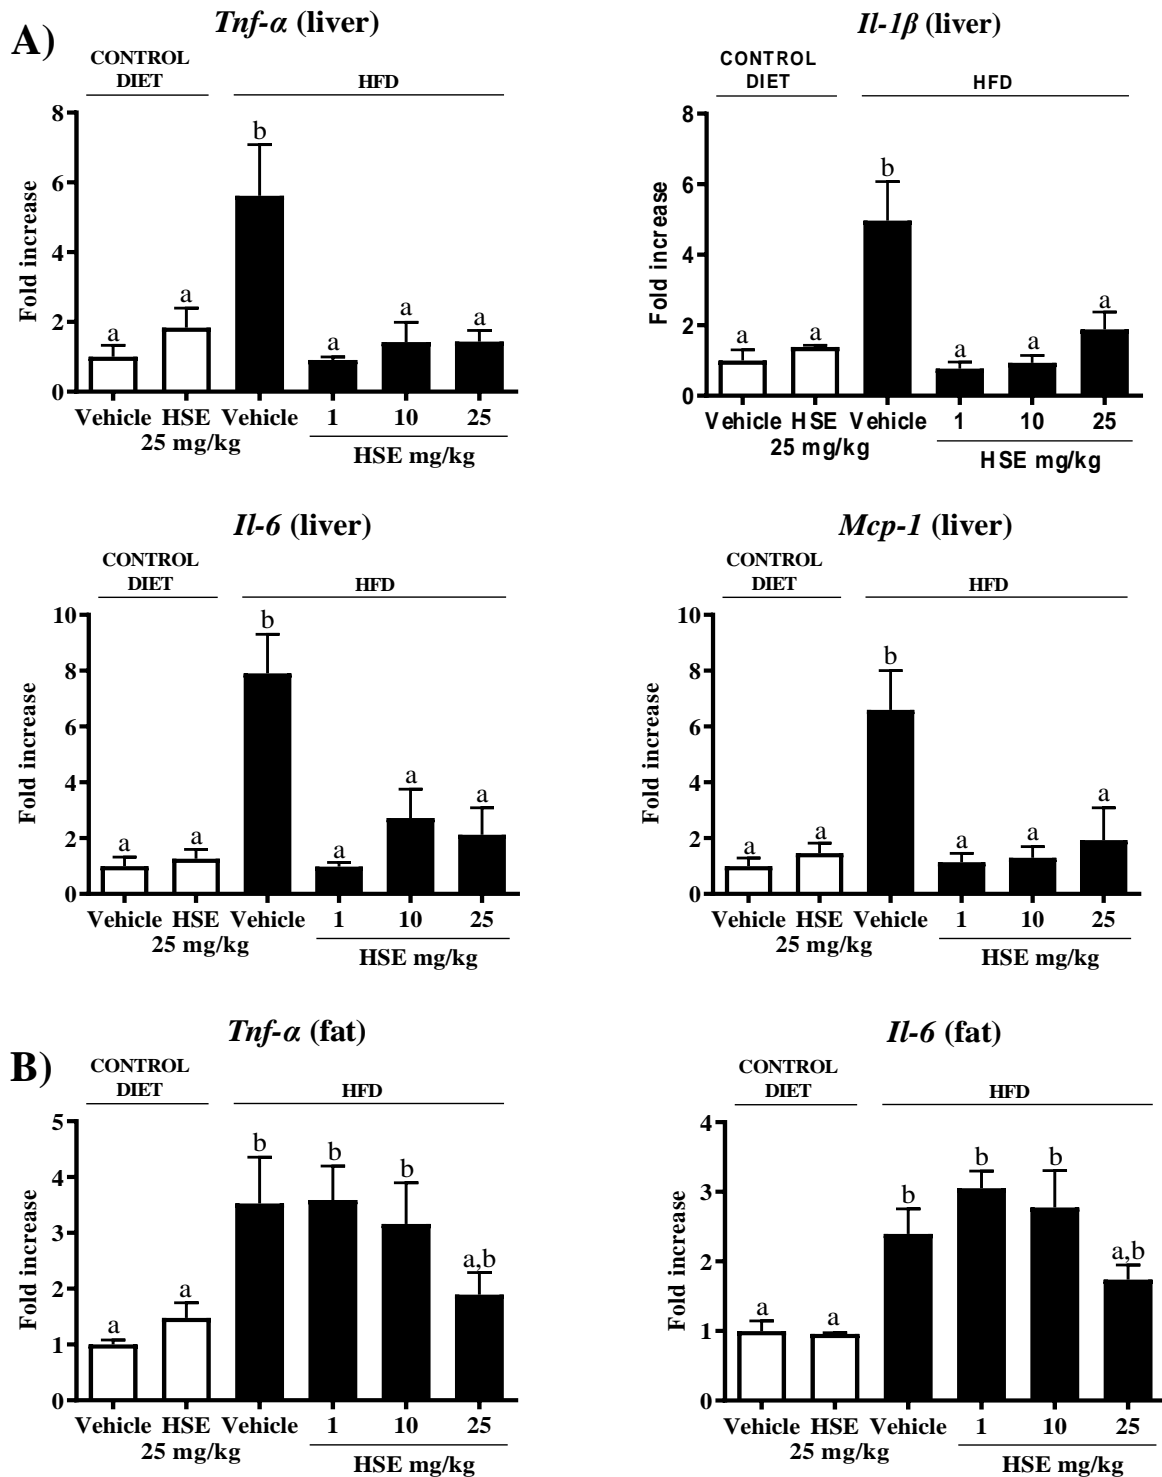 A)
Tnf-α (liver)
CONTROL
DIET
HFD
Fold increase
8
6
4
2
0
a
a
b
a
a
a
Vehicle HSE Vehicle 1 10 25
25 mg/kg
HSE mg/kg
Il-1β (liver)
CONTROL
DIET
HFD
Fold increase
8
6
4
2
0
a
a
b
a
a
a
Vehicle HSE Vehicle 1 10 25
25 mg/kg
HSE mg/kg
Il-6 (liver)
CONTROL
DIET
HFD
Fold increase
10
8
6
4
2
0
a
a
b
a
a
a
Vehicle HSE Vehicle 1 10 25
25 mg/kg
HSE mg/kg
Mcp-1 (liver)
CONTROL
DIET
HFD
Fold increase
10
8
6
4
2
0
a
a
b
a
a
a
Vehicle HSE Vehicle 1 10 25
25 mg/kg
HSE mg/kg
B)
Tnf-α (fat)
CONTROL
DIET
HFD
Fold increase
5
4
3
2
1
0
a
a
b
b
b
a,b
Vehicle HSE Vehicle 1 10 25
25 mg/kg
HSE mg/kg
Il-6 (fat)
CONTROL
DIET
HFD
Fold increase
4
3
2
1
0
a
a
b
b
b
a,b
Vehicle HSE Vehicle 1 10 25
25 mg/kg
HSE mg/kg